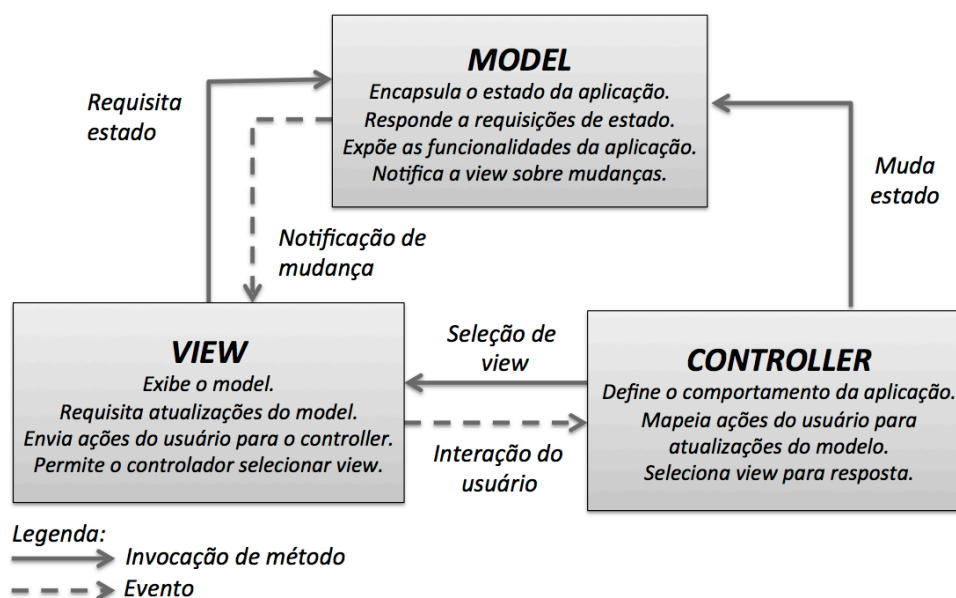 MODEL
Encapsula o estado da aplicação.
Responde a requisições de estado.
Expõe as funcionalidades da aplicação.
Notifica a view sobre mudanças.
Requisita
estado
Muda
estado
Notificação de
mudança
VIEW
Exibe o model.
Requisita atualizações do model.
Envia ações do usuário para o controller.
Permite o controlador selecionar view.
Seleção de
view
Interação do
usuário
CONTROLLER
Define o comportamento da aplicação.
Mapeia ações do usuário para
atualizações do modelo.
Seleciona view para resposta.
Legenda:
Invocação de método
Evento